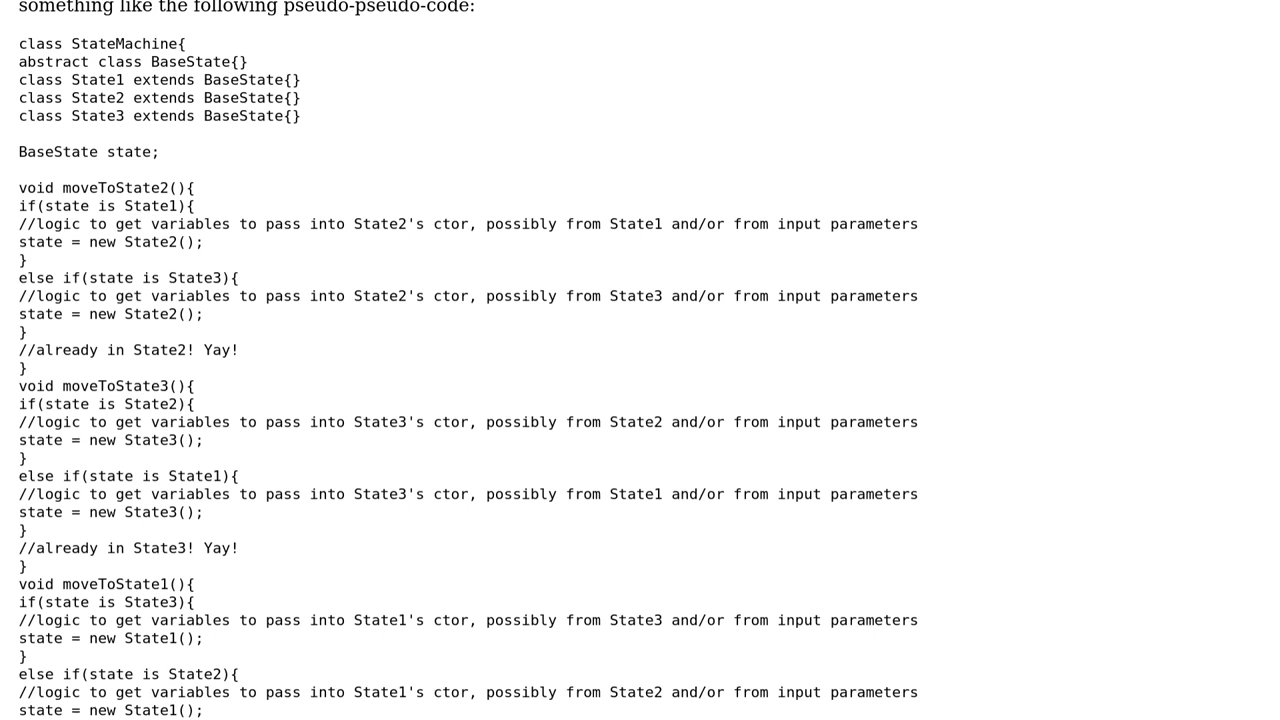 something like the following pseudo-pseudo-code:
class StateMachine{
abstract class BaseState{}
class State1 extends BaseState{}
class State2 extends BaseState{}
class State3 extends BaseState{}
BaseState state;
void moveToState2(){
if(state is State1){
//logic to get variables to pass into State2's ctor, possibly from State1 and/or from input parameters
state = new State2();
}
else if(state is State3){
//logic to get variables to pass into State2's ctor, possibly from State3 and/or from input parameters
state = new State2();
}
//already in State2! Yay!
}
void moveToState3(){
if(state is State2){
//logic to get variables to pass into State3's ctor, possibly from State2 and/or from input parameters
state = new State3();
}
else if(state is State1){
//logic to get variables to pass into State3's ctor, possibly from State1 and/or from input parameters
state = new State3();
}
//already in State3! Yay!
}
void moveToState1(){
if(state is State3){
//logic to get variables to pass into State1's ctor, possibly from State3 and/or from input parameters
state = new State1();
}
else if(state is State2){
//logic to get variables to pass into State1's ctor, possibly from State2 and/or from input parameters
state = new State1();